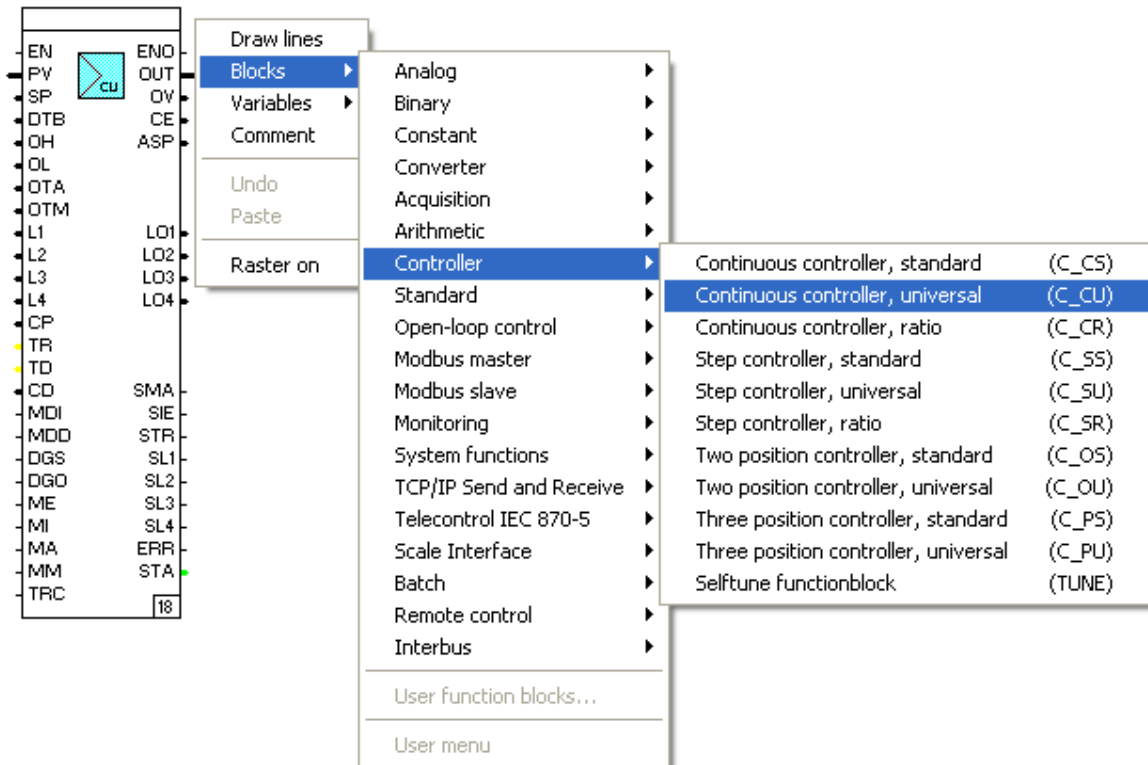 EN ENO
PV OUT
SP OV
DTB CE
OH ASP
OL
OTA
OTM
L1 LO1
L2 LO2
L3 LO3
L4 LO4
CP
TR
TD
CD SMA
MDI SIE
MDD STR
DGS SL1
DGO SL2
ME SL3
MI SL4
MA ERR
MM STA
TRC
18
CU
Draw lines
Blocks
Variables
Comment
Undo
Paste
Raster on
Analog
Binary
Constant
Converter
Acquisition
Arithmetic
Controller
Standard
Open-loop control
Modbus master
Modbus slave
Monitoring
System functions
TCP/IP Send and Receive
Telecontrol IEC 870-5
Scale Interface
Batch
Remote control
Interbus
User function blocks...
User menu
Continuous controller, standard (C_CS)
Continuous controller, universal (C_CU)
Continuous controller, ratio (C_CR)
Step controller, standard (C_SS)
Step controller, universal (C_SU)
Step controller, ratio (C_SR)
Two position controller, standard (C_OS)
Two position controller, universal (C_OU)
Three position controller, standard (C_PS)
Three position controller, universal (C_PU)
Selftune functionblock (TUNE)